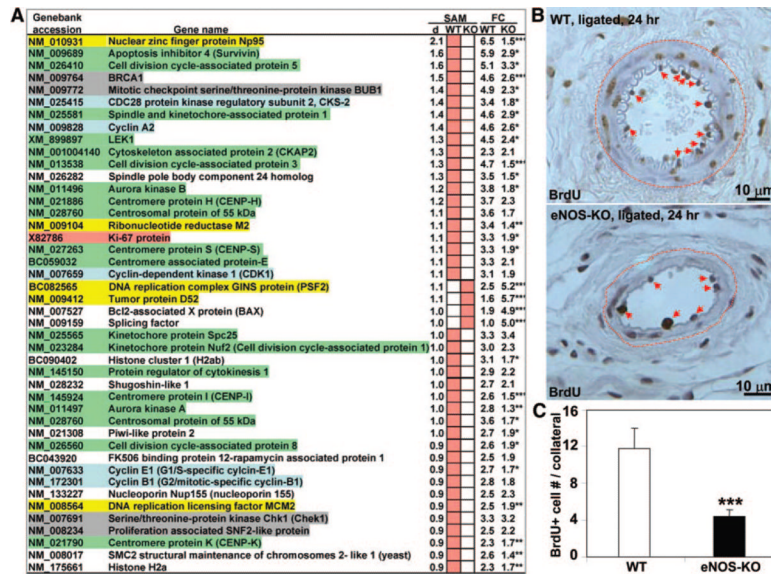 A
Genebank accession Gene name SAM FC
d WT KO WT KO
NM_010931 Nuclear zinc finger protein Np95 2.1 6.5 1.5***
NM_009689 Apoptosis inhibitor 4 (Survivin) 1.6 5.9 2.9*
NM_026410 Cell division cycle-associated protein 5 1.6 5.1 3.3*
NM_009764 BRCA1 1.5 4.6 2.6***
NM_009772 Mitotic checkpoint serine/threonine-protein kinase BUB1 1.4 4.9 2.3*
NM_025415 CDC28 protein kinase regulatory subunit 2, CKS-2 1.4 3.4 1.8*
NM_025581 Spindle and kinetochore-associated protein 1 1.4 4.6 2.9*
NM_009828 Cyclin A2 1.4 4.6 2.6*
XM_899897 LEK1 1.3 4.5 2.4*
NM_001004140 Cytoskeleton associated protein 2 (CKAP2) 1.3 2.3 2.1
NM_013538 Cell division cycle-associated protein 3 1.3 4.7 1.5***
NM_026282 Spindle pole body component 24 homolog 1.3 3.5 1.5*
NM_011496 Aurora kinase B 1.2 3.8 1.8*
NM_021886 Centromere protein H (CENP-H) 1.2 3.7 2.3
NM_028760 Centrosomal protein of 55 kDa 1.1 3.6 1.7
NM_009104 Ribonucleotide reductase M2 1.1 3.4 1.4**
X82786 Ki-67 protein 1.1 3.3 1.9*
NM_027263 Centromere protein S (CENP-S) 1.1 3.3 1.9*
BC059032 Centromere associated protein-E 1.1 3.3 2.1
NM_007659 Cyclin-dependent kinase 1 (CDK1) 1.1 3.1 1.9
BC082565 DNA replication complex GINS protein (PSF2) 1.1 2.5 5.2**
NM_009412 Tumor protein D52 1.1 1.6 5.7***
NM_007527 Bcl2-associated X protein (BAX) 1.0 1.9 4.9***
NM_009159 Splicing factor 1.0 1.0 5.0***
NM_025565 Kinetochore protein Spc25 1.0 3.3 3.4
NM_023284 Kinetochore protein Nuf2 (Cell division cycle-associated protein 1) 1.0 3.0 2.3
BC090402 Histone cluster 1 (H2ab) 1.0 3.1 1.7*
NM_145150 Protein regulator of cytokinesis 1 1.0 2.9 2.2
NM_028232 Shugoshin-like 1 1.0 2.7 2.1
NM_145924 Centromere protein I (CENP-I) 1.0 2.6 1.5***
NM_011497 Aurora kinase A 1.0 2.8 1.3**
NM_028760 Centrosomal protein of 55 kDa 1.0 3.6 1.7*
NM_021308 Piwi-like protein 2 1.0 2.7 1.9*
NM_026560 Cell division cycle-associated protein 8 1.0 2.6 1.9*
BC043920 FK506 binding protein 12-rapamycin associated protein 1 0.9 2.5 1.9
NM_007633 Cyclin E1 (G1/S-specific cylcin-E1) 0.9 2.7 1.7*
NM_172301 Cyclin B1 (G2/mitotic-specific cyclin-B1) 0.9 2.8 1.8
NM_133227 Nucleoporin Nup155 (nucleoporin 155) 0.9 2.5 2.3
NM_008564 DNA replication licensing factor MCM2 0.9 2.5 1.9**
NM_007691 Serine/threonine-protein kinase Chk1 (Chek1) 0.9 3.3 3.2
NM_008234 Proliferation associated SNF2-like protein 0.9 2.5 2.2
NM_021790 Centromere protein K (CENP-K) 0.9 2.3 1.7**
NM_008017 SMC2 structural maintenance of chromosomes 2- like 1 (yeast) 0.9 2.6 1.4**
NM_175661 Histone H2a 0.9 2.3 1.7**
B
WT, ligated, 24 hr
BrdU
10 µm
eNOS-KO, ligated, 24 hr
BrdU
10 µm
C
BrdU+ cell # / collateral
16
12
8
4
0
***
WT eNOS-KO